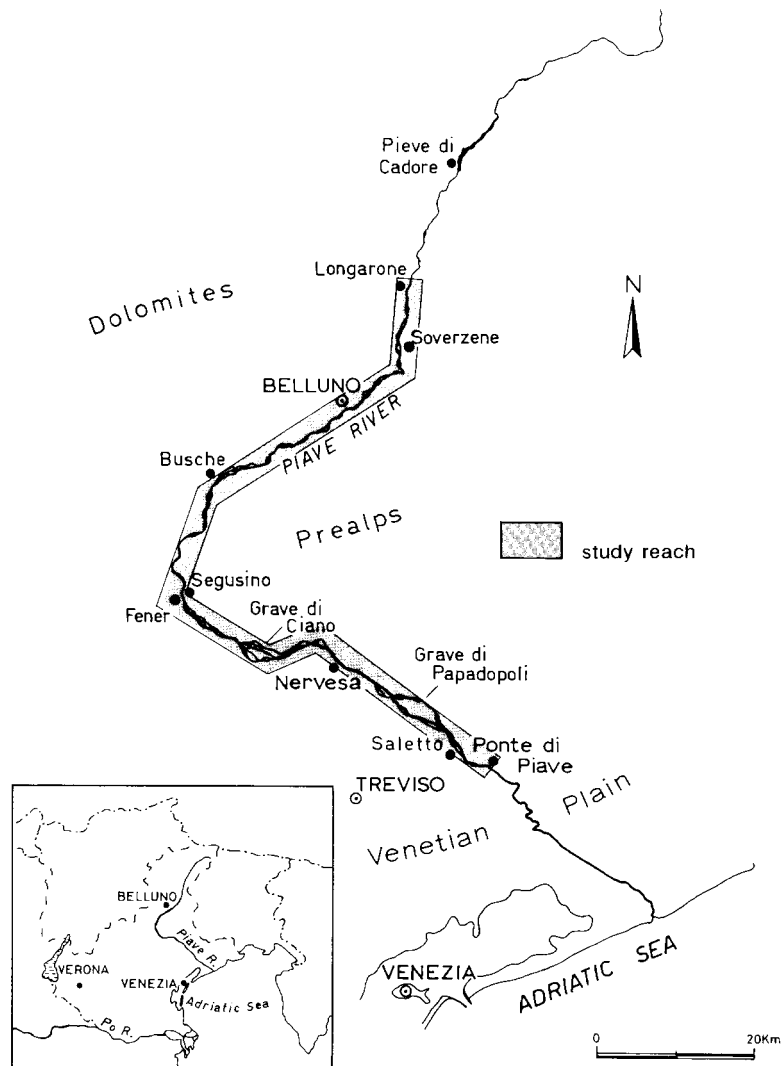 Pieve di
Cadore
Longarone
Dolomites
N
Soverzene
BELLUNO
PIAVE RIVER
Busche
Prealps
study reach
Segusino
Fener
Grave di
Ciano
Grave di
Papadopoli
Nervesa
Saletto
Ponte di
Piave
TREVISO
Venetian Plain
VENEZIA
ADRIATIC SEA
0 20Km
BELLUNO
Piave R.
VERONA
VENEZIA
Adriatic Sea
Po R.